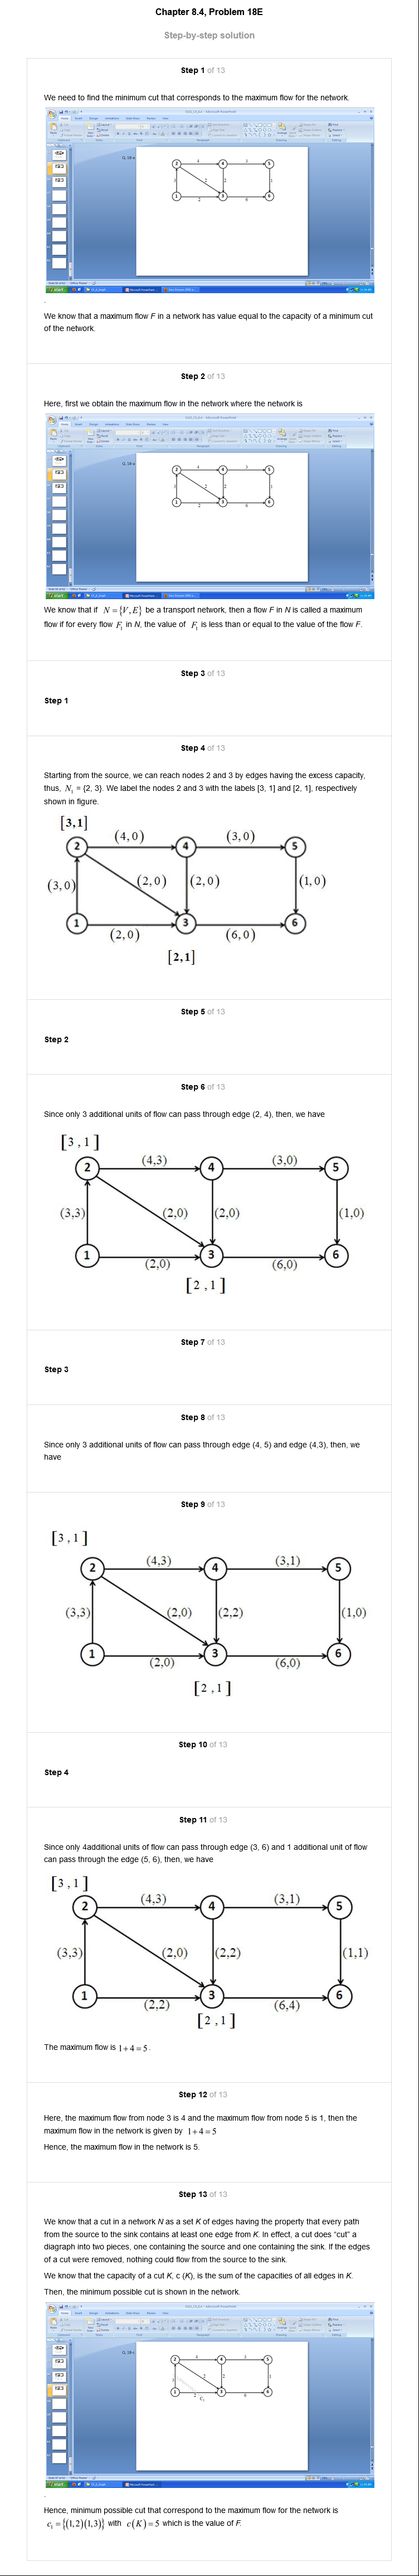 Chapter 8.4, Problem 18E
Step-by-step solution
Step 1 of 13
We need to find the minimum cut that corresponds to the maximum flow for the network.
.
We know that a maximum flow F in a network has value equal to the capacity of a minimum cut
of the network.
Step 2 of 13
Here, first we obtain the maximum flow in the network where the network is
We know that if N = {V, E} be a transport network, then a flow F in N is called a maximum
flow if for every flow F₁ in N, the value of F₁ is less than or equal to the value of the flow F.
Step 3 of 13
Step 1
Step 4 of 13
Starting from the source, we can reach nodes 2 and 3 by edges having the excess capacity,
thus, N₁ = {2, 3}. We label the nodes 2 and 3 with the labels [3, 1] and [2, 1], respectively
shown in figure.
[3,1]
(4,0) (3,0)
2 4 5
(3,0) (2,0) (2,0) (1,0)
1 3 6
(2,0) (6,0)
[2,1]
Step 5 of 13
Step 2
Step 6 of 13
Since only 3 additional units of flow can pass through edge (2, 4), then, we have
[3 , 1]
(4,3) (3,0)
2 4 5
(3,3) (2,0) (2,0) (1,0)
1 3 6
(2,0) (6,0)
[2 , 1]
Step 7 of 13
Step 3
Step 8 of 13
Since only 3 additional units of flow can pass through edge (4, 5) and edge (4,3), then, we
have
Step 9 of 13
[3 , 1]
(4,3) (3,1)
2 4 5
(3,3) (2,0) (2,2) (1,0)
1 3 6
(2,0) (6,0)
[2 , 1]
Step 10 of 13
Step 4
Step 11 of 13
Since only 4additional units of flow can pass through edge (3, 6) and 1 additional unit of flow
can pass through the edge (5, 6), then, we have
[3 , 1]
(4,3) (3,1)
2 4 5
(3,3) (2,0) (2,2) (1,1)
1 3 6
(2,2) (6,4)
[2 , 1]
The maximum flow is 1+4=5.
Step 12 of 13
Here, the maximum flow from node 3 is 4 and the maximum flow from node 5 is 1, then the
maximum flow in the network is given by 1+4=5
Hence, the maximum flow in the network is 5.
Step 13 of 13
We know that a cut in a network N as a set K of edges having the property that every path
from the source to the sink contains at least one edge from K. In effect, a cut does "cut" a
diagraph into two pieces, one containing the source and one containing the sink. If the edges
of a cut were removed, nothing could flow from the source to the sink.
We know that the capacity of a cut K, c (K), is the sum of the capacities of all edges in K.
Then, the minimum possible cut is shown in the network.
.
Hence, minimum possible cut that correspond to the maximum flow for the network is
c₁ = {(1,2)(1,3)} with c(K)=5 which is the value of F.